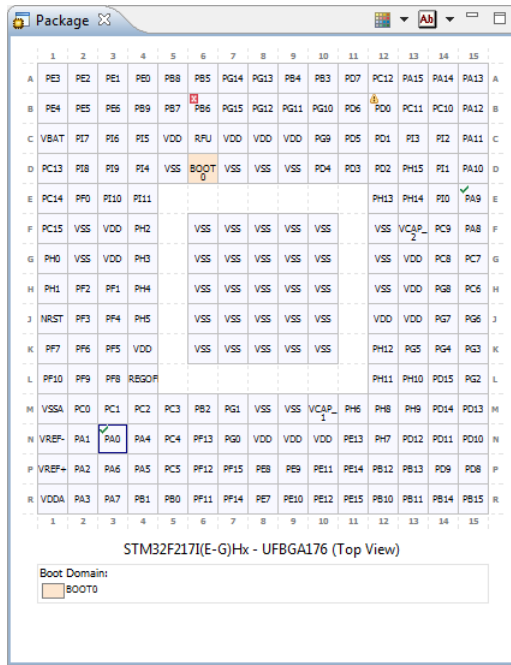 Package
Ab
1 2 3 4 5 6 7 8 9 10 11 12 13 14 15
A PE3 PE2 PE1 PE0 PB8 PB5 PG14 PG13 PB4 PB3 PD7 PC12 PA15 PA14 PA13 A
B PE4 PE5 PE6 PB9 PB7 PB6 PG15 PG12 PG11 PG10 PD6 PD0 PC11 PC10 PA12 B
C VBAT PI7 PI6 PI5 VDD RFU VDD VDD VDD PG9 PD5 PD1 PI3 PI2 PA11 C
D PC13 PI8 PI9 PI4 VSS BOOT0 VSS VSS VSS PD4 PD3 PD2 PH15 PI1 PA10 D
E PC14 PF0 PI10 PI11 PH13 PH14 PI0 PA9 E
F PC15 VSS VDD PH2 VSS VSS VSS VSS VSS VSS VCAP_2 PC9 PA8 F
G PH0 VSS VDD PH3 VSS VSS VSS VSS VSS VSS VDD PC8 PC7 G
H PH1 PF2 PF1 PH4 VSS VSS VSS VSS VSS VSS VDD PG8 PC6 H
J NRST PF3 PF4 PH5 VSS VSS VSS VSS VSS VDD VDD PG7 PG6 J
K PF7 PF6 PF5 VDD VSS VSS VSS VSS VSS PH12 PG5 PG4 PG3 K
L PF10 PF9 PF8 REGOF PH11 PH10 PD15 PG2 L
M VSSA PC0 PC1 PC2 PC3 PB2 PG1 VSS VSS VCAP_1 PH6 PH8 PH9 PD14 PD13 M
N VREF- PA1 PA0 PA4 PC4 PF13 PG0 VDD VDD VDD PE13 PH7 PD12 PD11 PD10 N
P VREF+ PA2 PA6 PA5 PC5 PF12 PF15 PE8 PE9 PE11 PE14 PB12 PB13 PD9 PD8 P
R VDDA PA3 PA7 PB1 PB0 PF11 PF14 PE7 PE10 PE12 PE15 PB10 PB11 PB14 PB15 R
1 2 3 4 5 6 7 8 9 10 11 12 13 14 15
STM32F217I(E-G)Hx - UFBGA176 (Top View)
Boot Domain:
BOOT0